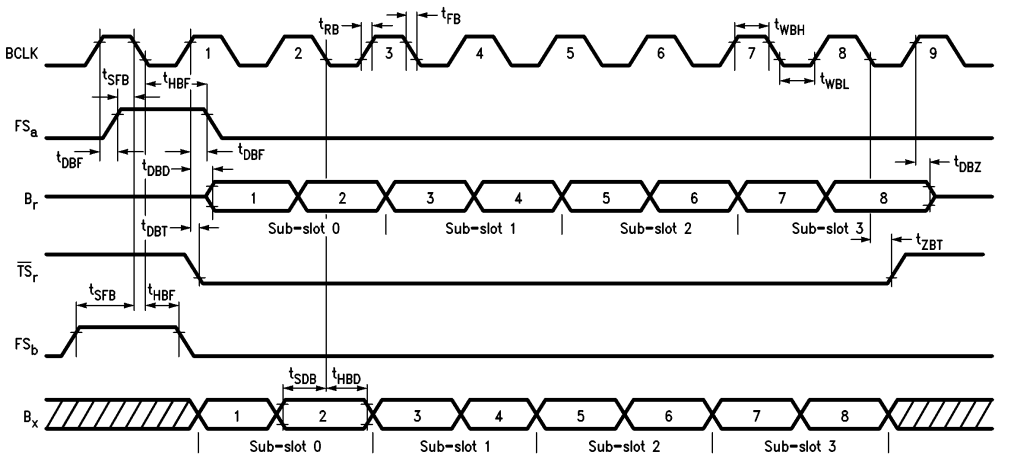 tRB
tFB
tWBH
BCLK
1 2 3 4 5 6 7 8 9
tSFB
tHBF
tWBL
FSa
tDBF
tDBD
tDBF
tDBZ
Br
1 2 3 4 5 6 7 8
tDBT
Sub-slot 0 Sub-slot 1 Sub-slot 2 Sub-slot 3
tZBT
TSr
tSFB
tHBF
FSb
tSDB
tHBD
Bx
1 2 3 4 5 6 7 8
Sub-slot 0 Sub-slot 1 Sub-slot 2 Sub-slot 3